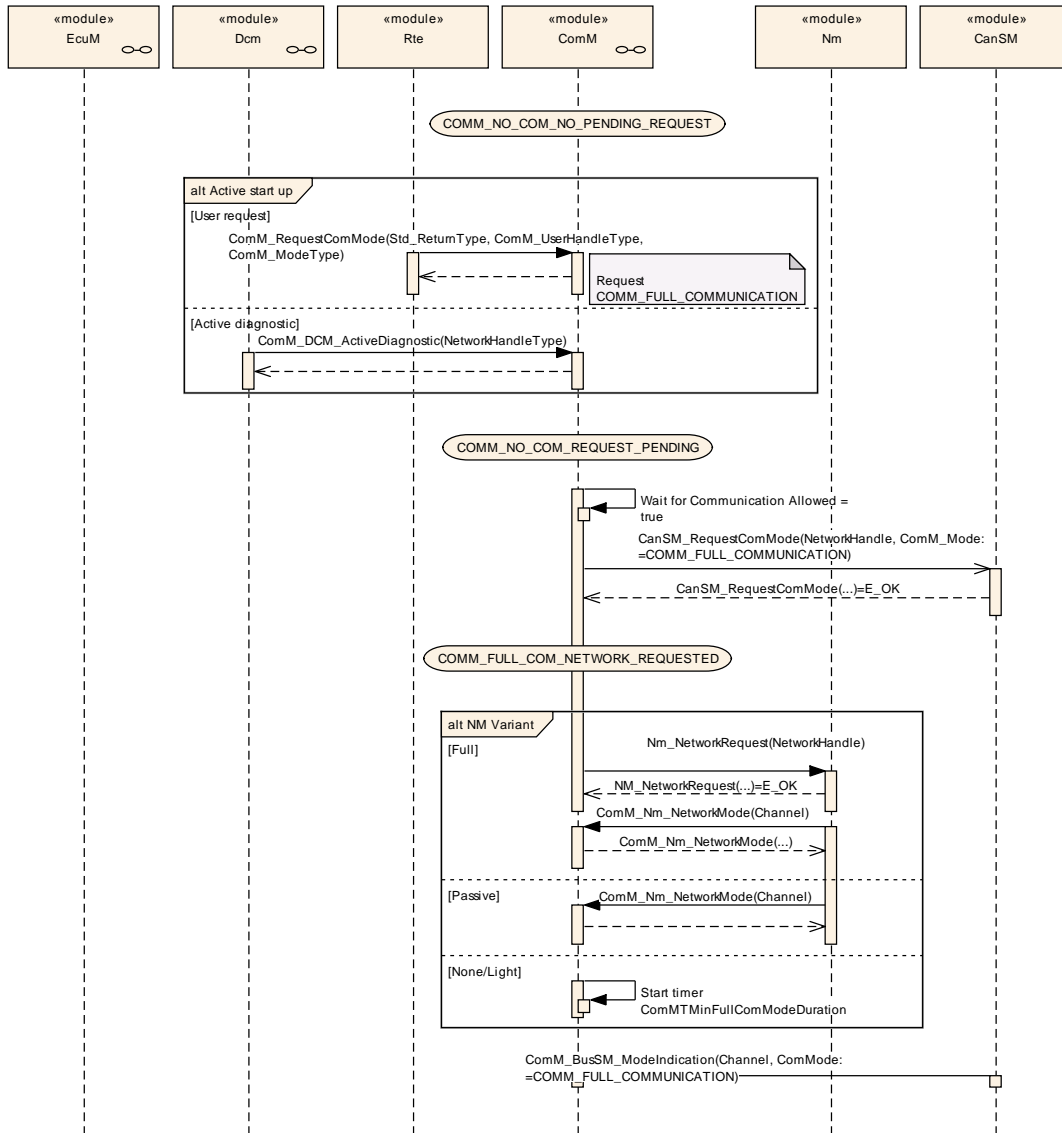 «module»
EcuM
«module»
Dcm
«module»
Rte
«module»
ComM
«module»
Nm
«module»
CanSM
COMM_NO_COM_NO_PENDING_REQUEST
alt Active start up
[User request]
ComM_RequestComMode(Std_ReturnType, ComM_UserHandleType,
ComM_ModeType)
Request
COMM_FULL_COMMUNICATION
[Active diagnostic]
ComM_DCM_ActiveDiagnostic(NetworkHandleType)
COMM_NO_COM_REQUEST_PENDING
Wait for Communication Allowed =
true
CanSM_RequestComMode(NetworkHandle, ComM_Mode:
=COMM_FULL_COMMUNICATION)
CanSM_RequestComMode(...)=E_OK
COMM_FULL_COM_NETWORK_REQUESTED
alt NM Variant
[Full]
Nm_NetworkRequest(NetworkHandle)
NM_NetworkRequest(...)=E_OK
ComM_Nm_NetworkMode(Channel)
ComM_Nm_NetworkMode(...)
[Passive]
ComM_Nm_NetworkMode(Channel)
[None/Light]
Start timer
ComMTMinFullComModeDuration
ComM_BusSM_ModeIndication(Channel, ComMode:
=COMM_FULL_COMMUNICATION)